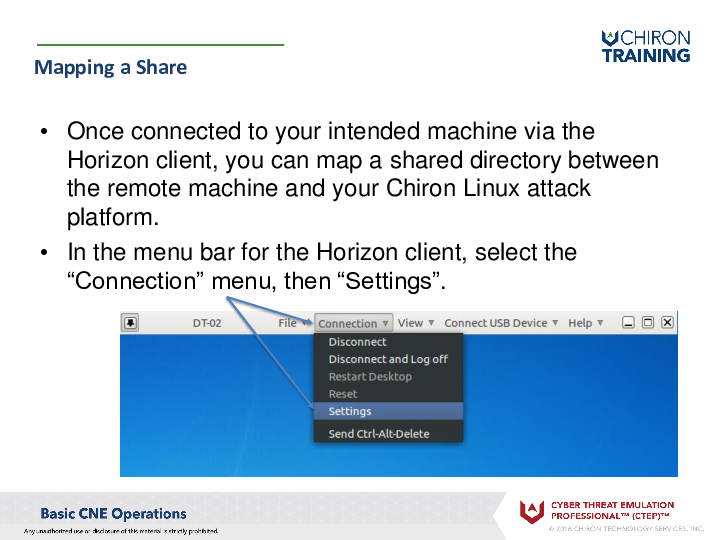 CHIRON
TRAINING
Mapping a Share
• Once connected to your intended machine via the
Horizon client, you can map a shared directory between
the remote machine and your Chiron Linux attack
platform.
• In the menu bar for the Horizon client, select the
“Connection” menu, then “Settings”.
DT-02 File Connection View Connect USB Device Help
Disconnect
Disconnect and Log off
Restart Desktop
Reset
Settings
Send Ctrl-Alt-Delete
Basic CNE Operations
Any unauthorized use or disclosure of this material is strictly prohibited.
CYBER THREAT EMULATION
PROFESSIONAL™ (CTEP)™
© 2016 CHIRON TECHNOLOGY SERVICES, INC.